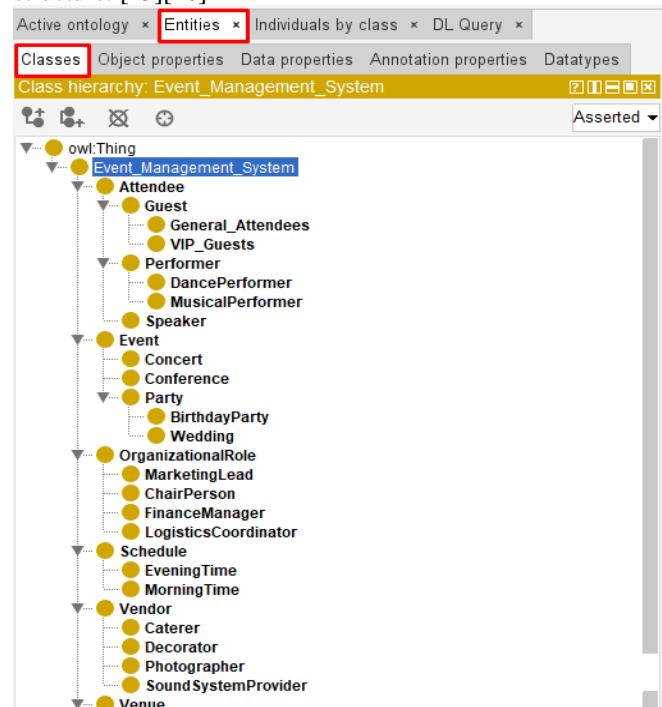 Active ontology × Entities × Individuals by class × DL Query ×
Classes Object properties Data properties Annotation properties Datatypes
Class hierarchy: Event_Management_System
Asserted
owl:Thing
Event_Management_System
Attendee
Guest
General_Attendees
VIP_Guests
Performer
DancePerformer
MusicalPerformer
Speaker
Event
Concert
Conference
Party
BirthdayParty
Wedding
OrganizationalRole
MarketingLead
ChairPerson
FinanceManager
LogisticsCoordinator
Schedule
EveningTime
MorningTime
Vendor
Caterer
Decorator
Photographer
SoundSystemProvider
Venue